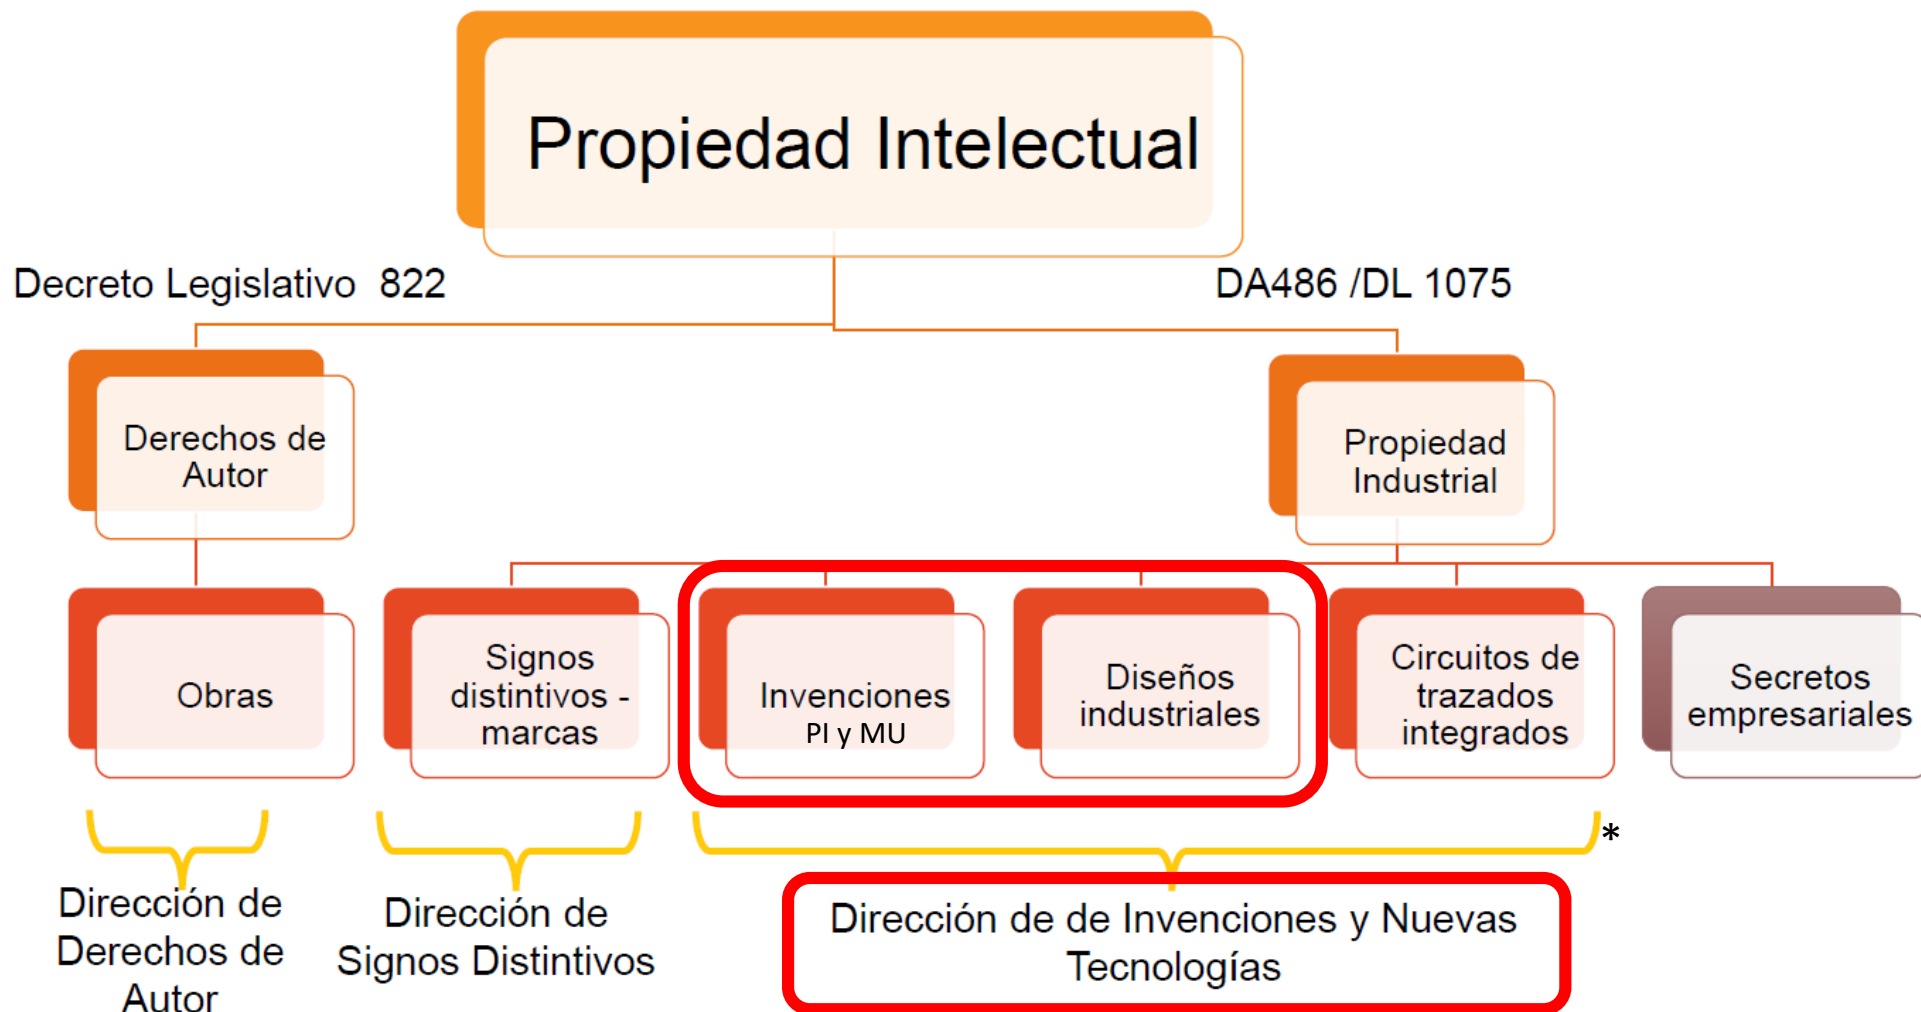 Propiedad Intelectual
Decreto Legislativo 822
DA486 /DL 1075
Derechos de
Autor
Propiedad
Industrial
Obras
Signos
distintivos -
marcas
Invenciones
PI y MU
Diseños
industriales
Circuitos de
trazados
integrados
Secretos
empresariales
*
Dirección de
Derechos de
Autor
Dirección de
Signos Distintivos
Dirección de de Invenciones y Nuevas
Tecnologías